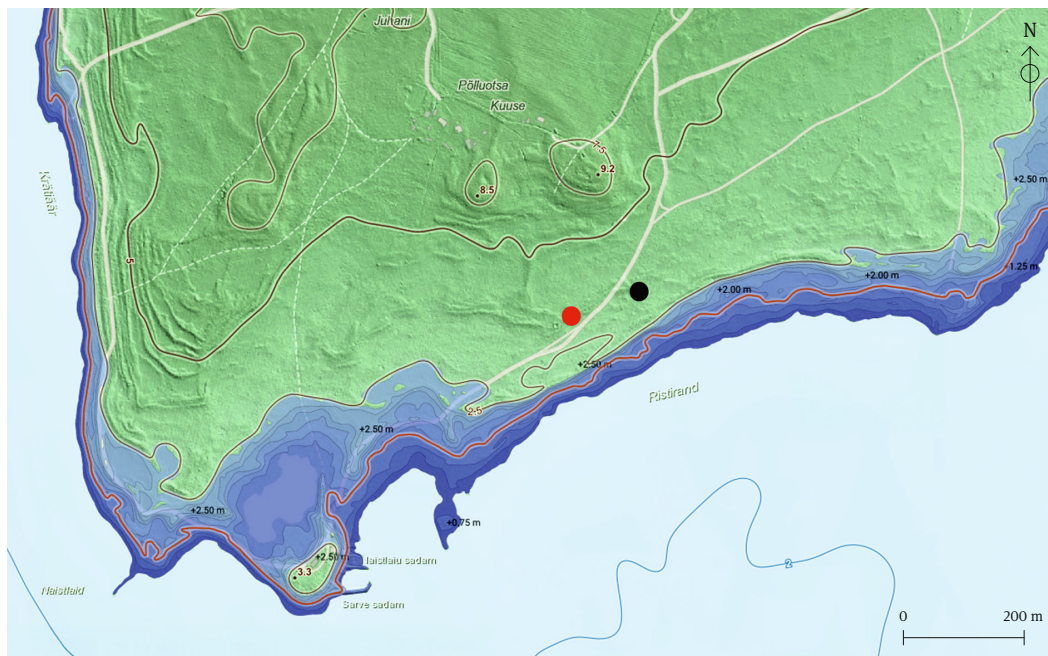 Juhani
N
Põlluotsa
Kuuse
7.5
9.2
8.5
+2.50 m
Krätiäär
5
+2.00 m
1.25 m
+2.00 m
+2.50 m
Ristirand
2.5
+2.50 m
+2.50 m
+0.75 m
+2.50 m
Naistlaiu sadam
3.3
Naistlaid
Sarve sadam
2
0
200 m